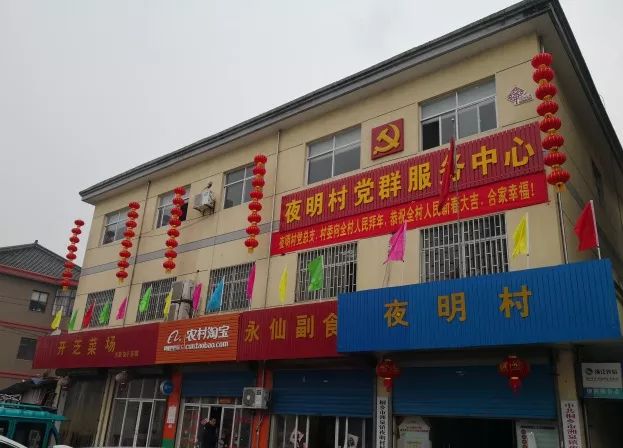 夜明村党群服务中心
夜明村党总支、村委向全村人民拜年，恭祝全村人民新春大吉，合家幸福！
开芝菜场
农村淘宝
cun.taobao.com
永仙副食
夜明村